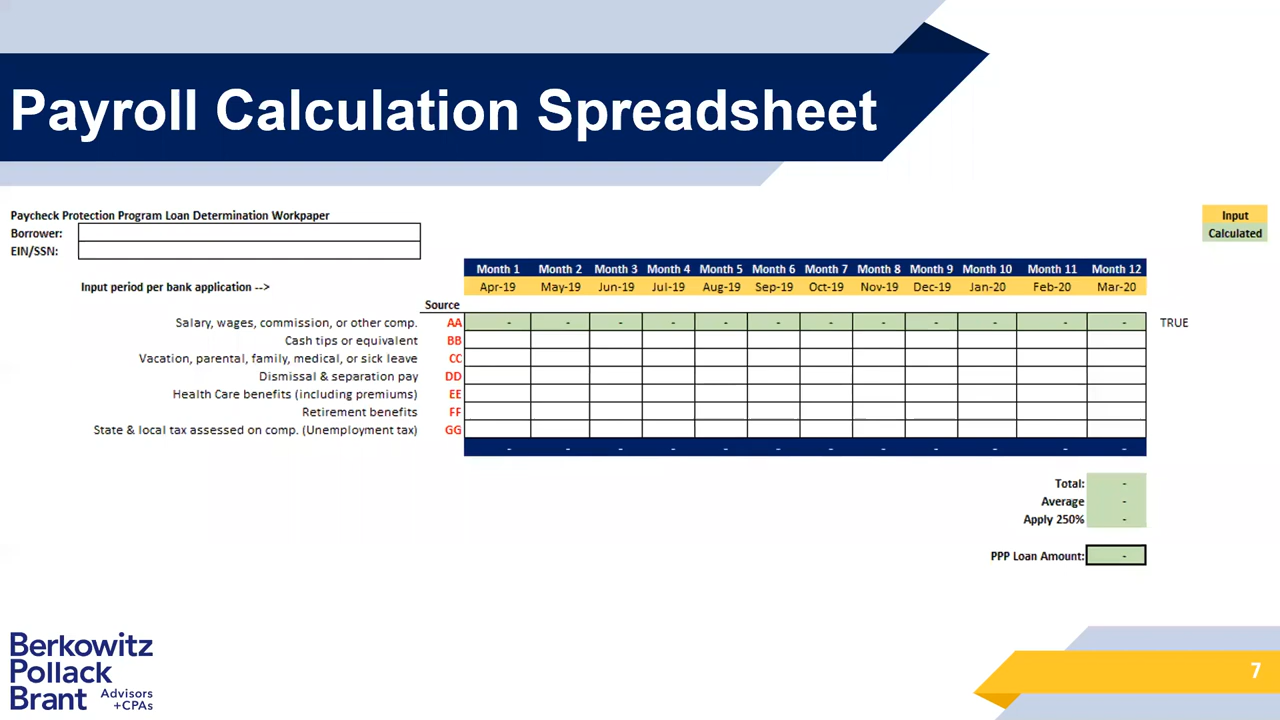 Payroll Calculation Spreadsheet
Paycheck Protection Program Loan Determination Workpaper
Input
Borrower:
Calculated
EIN/SSN:
Month 1 Month 2 Month 3 Month 4 Month 5 Month 6 Month 7 Month 8 Month 9 Month 10 Month 11 Month 12
Input period per bank application --> Apr-19 May-19 Jun-19 Jul-19 Aug-19 Sep-19 Oct-19 Nov-19 Dec-19 Jan-20 Feb-20 Mar-20
Source
Salary, wages, commission, or other comp. AA - - - - - - - - - - - - TRUE
Cash tips or equivalent BB
Vacation, parental, family, medical, or sick leave CC
Dismissal & separation pay DD
Health Care benefits (including premiums) EE
Retirement benefits FF
State & local tax assessed on comp. (Unemployment tax) GG
- - - - - - - - - - - -
Total: -
Average -
Apply 250% -
PPP Loan Amount: -
Berkowitz
Pollack
Brant Advisors
+CPAs
7